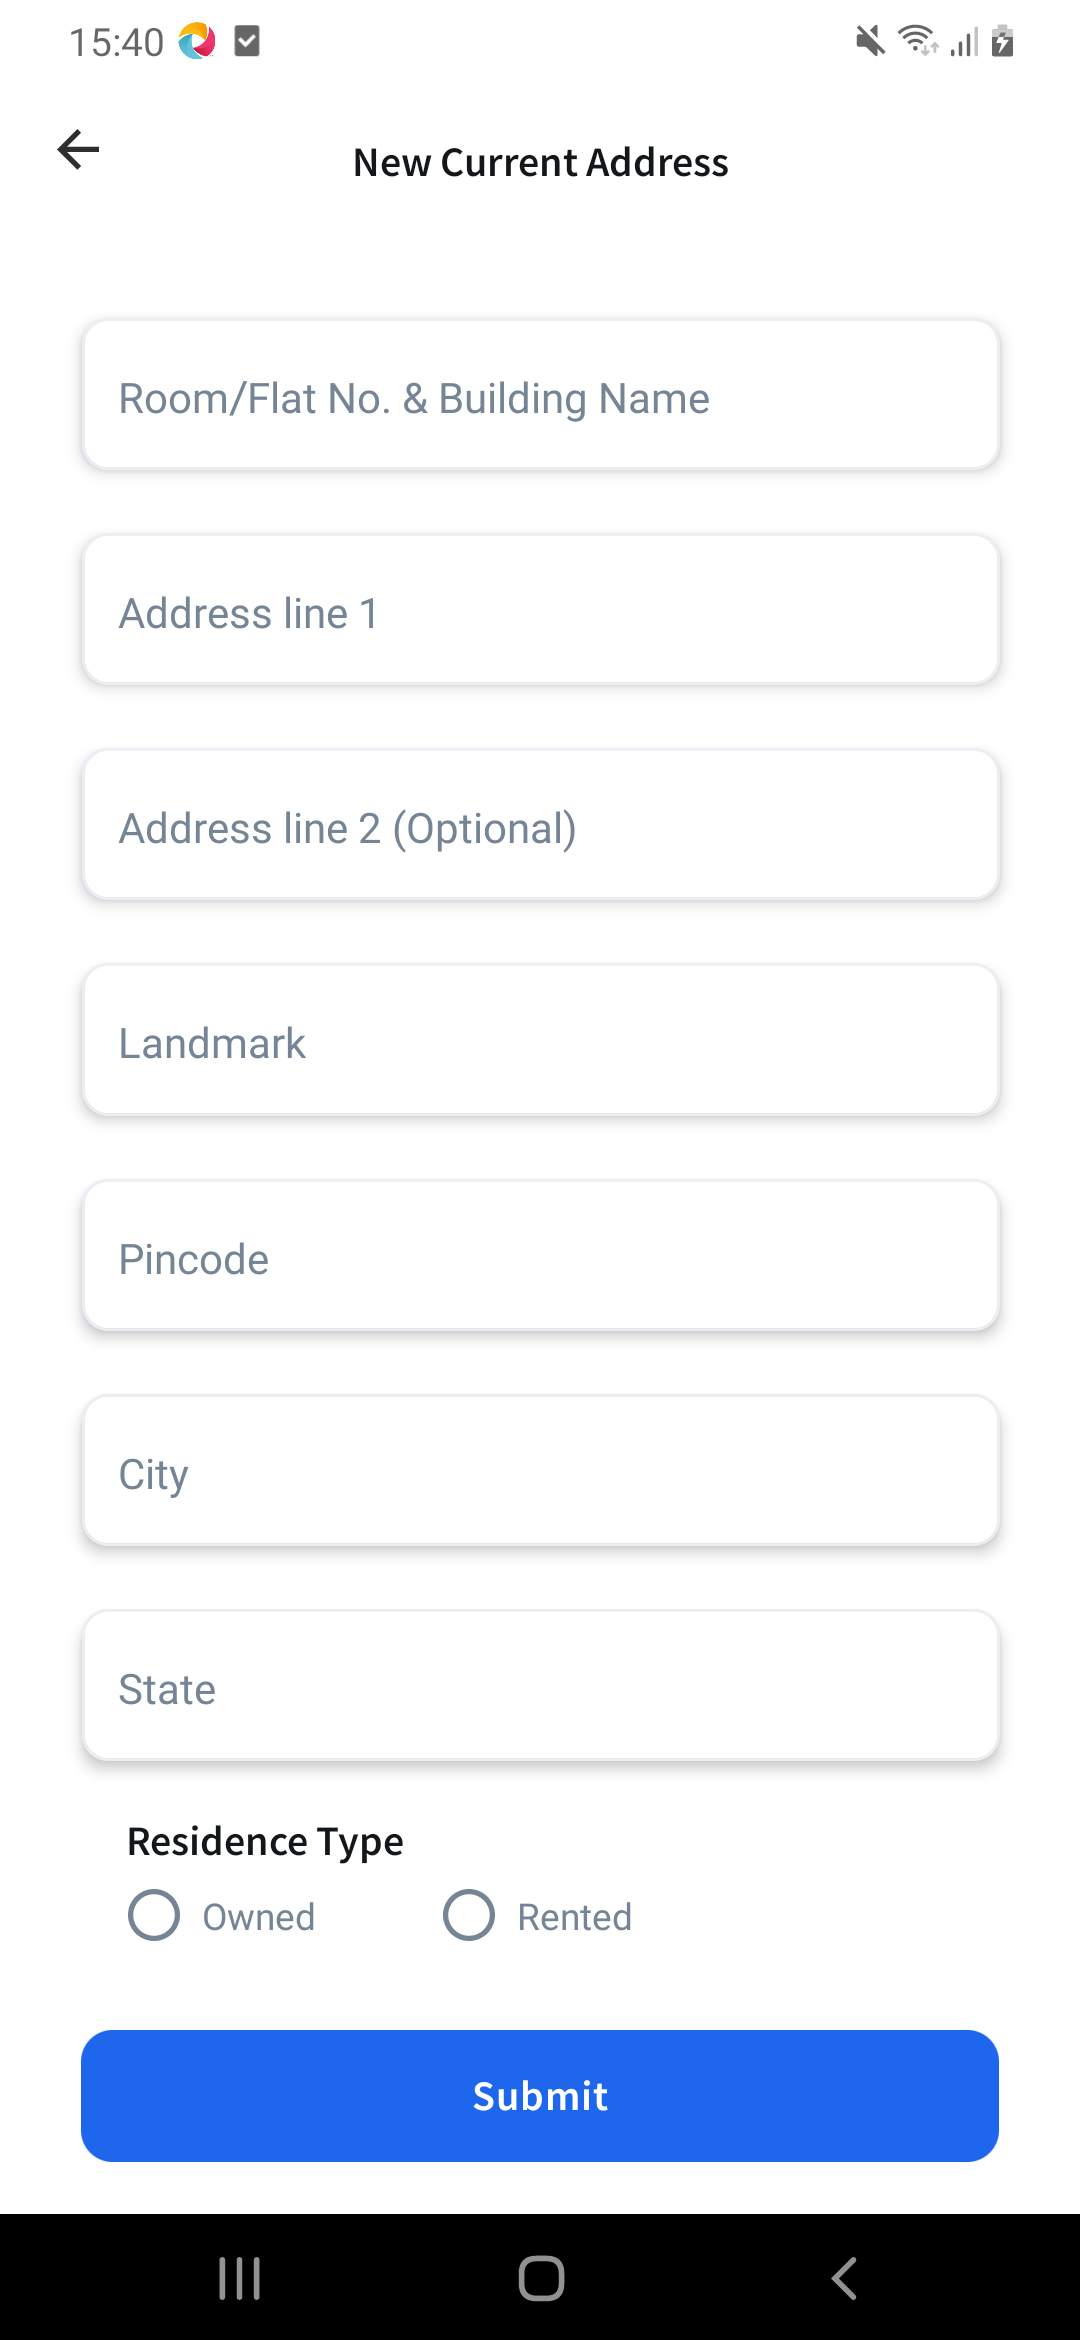 15:40
New Current Address
Room/Flat No. & Building Name
Address line 1
Address line 2 (Optional)
Landmark
Pincode
City
State
Residence Type
Owned Rented
Submit